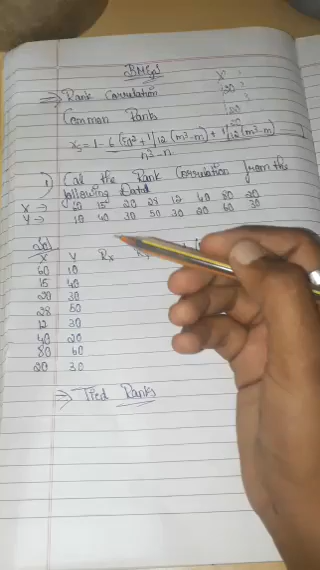 BMGS
⇒ Rank Correlation
Common Ranks
= 1 - 6 (ΣD² + 1/12 (m³-m) + 1/12 (m³-m)
n³-n
1) Cal the Rank Correlation from the
following Data
X → 60 15 20 28 12 40 80 20
Y → 10 40 30 50 30 20 60 30
Sol
X Y Rx
60 10
15 40
20 30
28 50
12 30
40 20
80 60
20 30
⇒ Tied Ranks